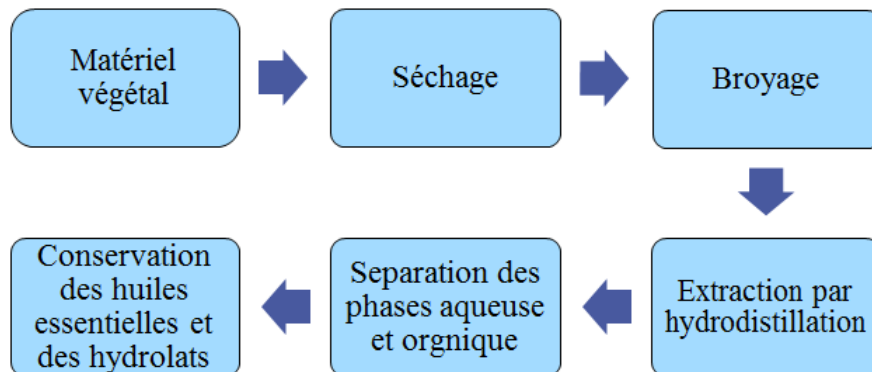 Matériel
végétal
Séchage
Broyage
Extraction par
hydrodistillation
Separation des
phases aqueuse
et orgnique
Conservation
des huiles
essentielles et
des hydrolats